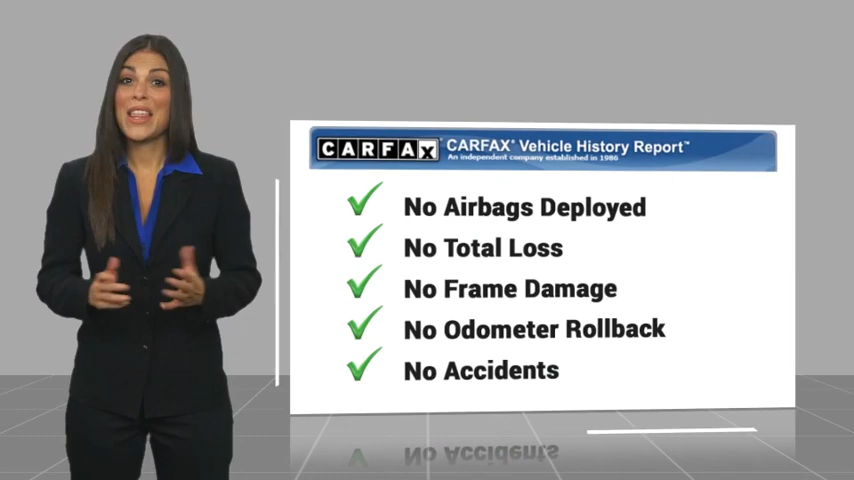 CARFAX CARFAX® Vehicle History Report™
An independent company established in 1986
No Airbags Deployed
No Total Loss
No Frame Damage
No Odometer Rollback
No Accidents
No Accidents